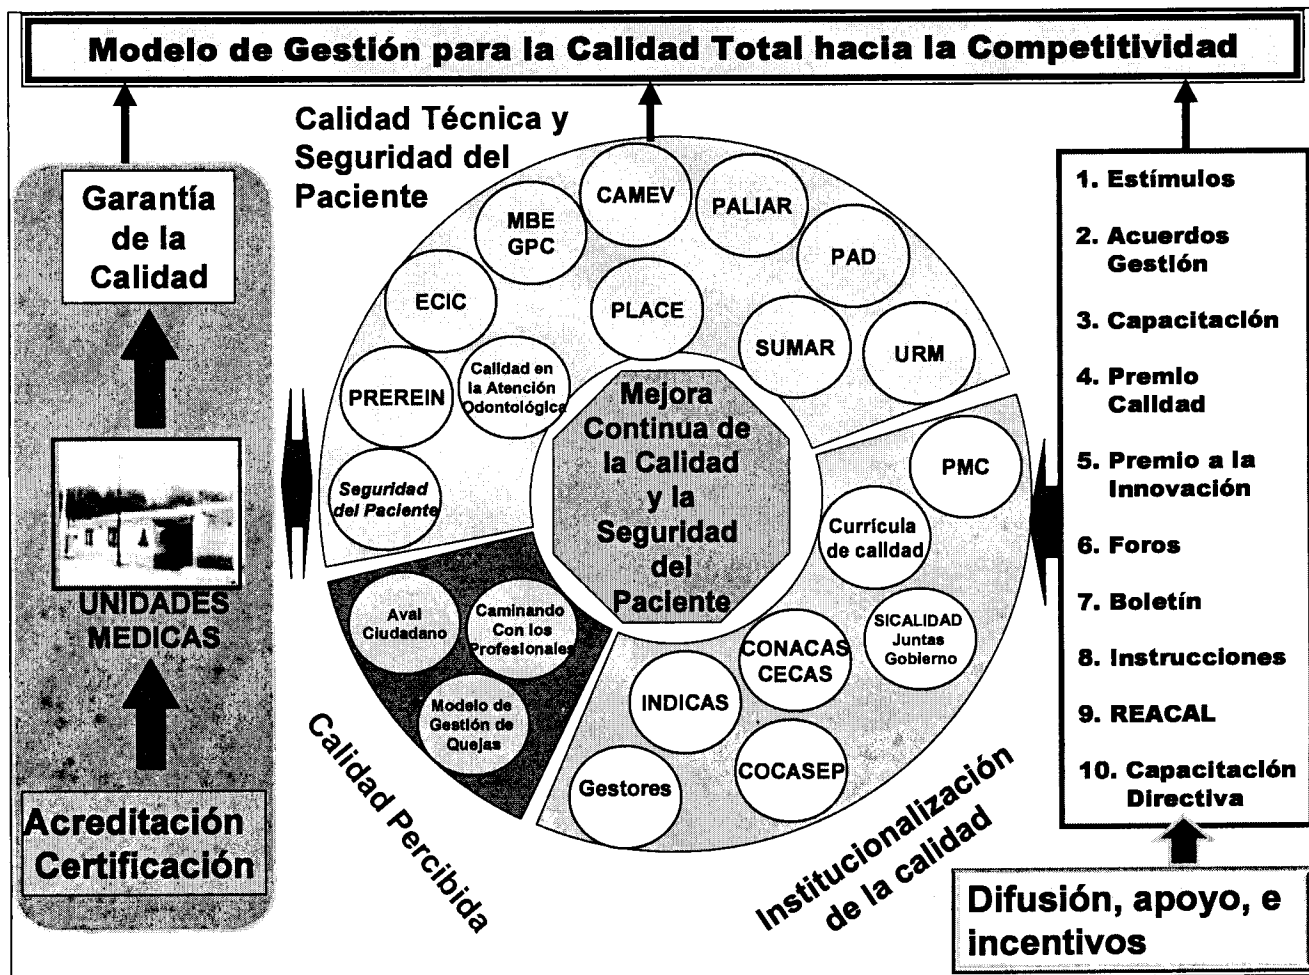 Modelo de Gestión para la Calidad Total hacia la Competitividad
Garantía
de la
Calidad
UNIDADES
MEDICAS
Acreditación
Certificación
Calidad Técnica y
Seguridad del
Paciente
CAMEV
PALIAR
MBE
GPC
PAD
ECIC
PLACE
SUMAR
URM
PREREIN
Calidad en
la Atención
Odontológica
Seguridad
del Paciente
Mejora
Continua de
la Calidad
y la
Seguridad
del
Paciente
PMC
Currícula
de calidad
SICALIDAD
Juntas
Gobierno
CONACAS
CECAS
INDICAS
COCASEP
Gestores
Aval
Ciudadano
Caminando
Con los
Profesionales
Modelo de
Gestión de
Quejas
Calidad Percibida
Institucionalización
de la calidad
1. Estímulos
2. Acuerdos
Gestión
3. Capacitación
4. Premio
Calidad
5. Premio a la
Innovación
6. Foros
7. Boletín
8. Instrucciones
9. REACAL
10. Capacitación
Directiva
Difusión, apoyo, e
incentivos